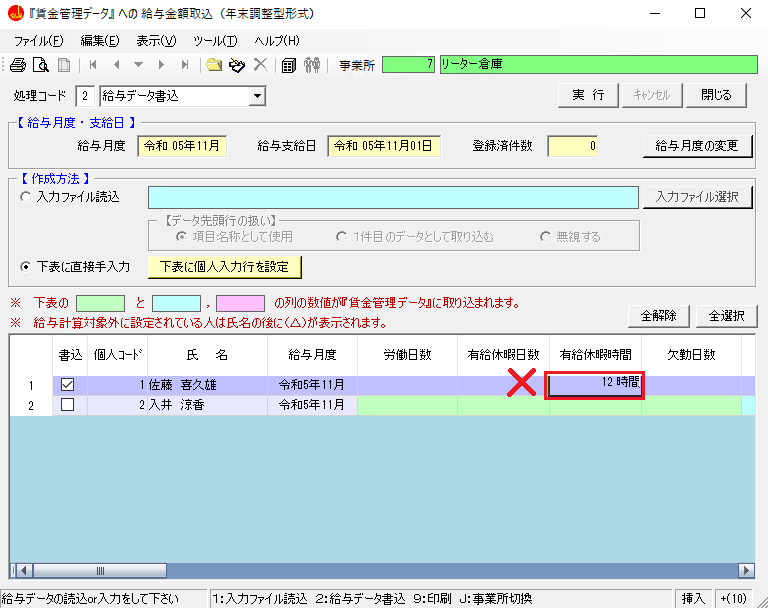 『賃金管理データ』への 給与金額取込 (年末調整型形式)
ファイル(F) 編集(E) 表示(V) ツール(T) ヘルプ(H)
事業所 7 リーター倉庫
処理コード 2 給与データ書込 実 行 キャンセル 閉じる
【 給与月度・支給日 】
給与月度 令和 05年11月 給与支給日 令和 05年11月01日 登録済件数 0 給与月度の変更
【 作成方法 】
入力ファイル読込 入力ファイル選択
【データ先頭行の扱い】
項目名称として使用 1件目のデータとして取り込む 無視する
下表に直接手入力 下表に個人入力行を設定
※ 下表の と , の列の数値が『賃金管理データ』に取り込まれます。
※ 給与計算対象外に設定されている人は氏名の後に(△)が表示されます。 全解除 全選択
書込 個人コード 氏 名 給与月度 労働日数 有給休暇日数 有給休暇時間 欠勤日数
1 1 佐藤 喜久雄 令和5年11月 12 時間
2 2 入井 涼香 令和5年11月
給与データの読込or入力をして下さい 1:入力ファイル読込 2:給与データ書込 9:印刷 J:事業所切換 挿入 +(10)